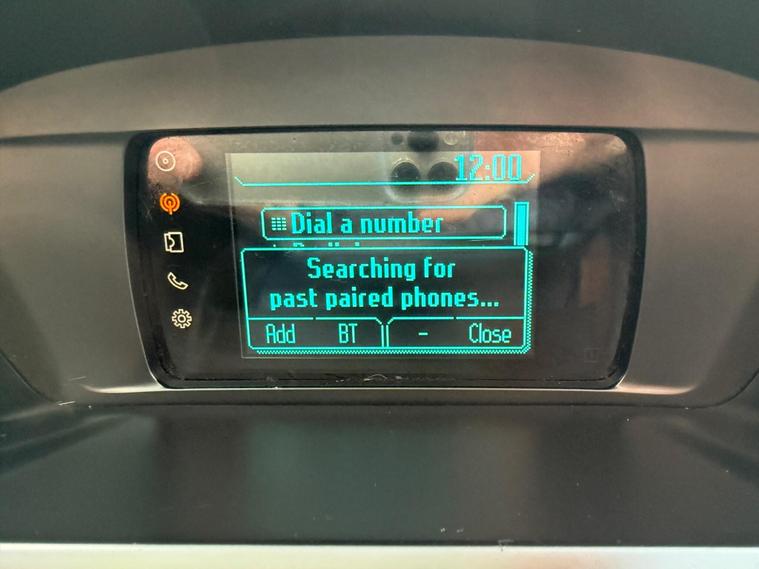 12:00
Dial a number
Searching for
past paired phones...
Add BT - Close